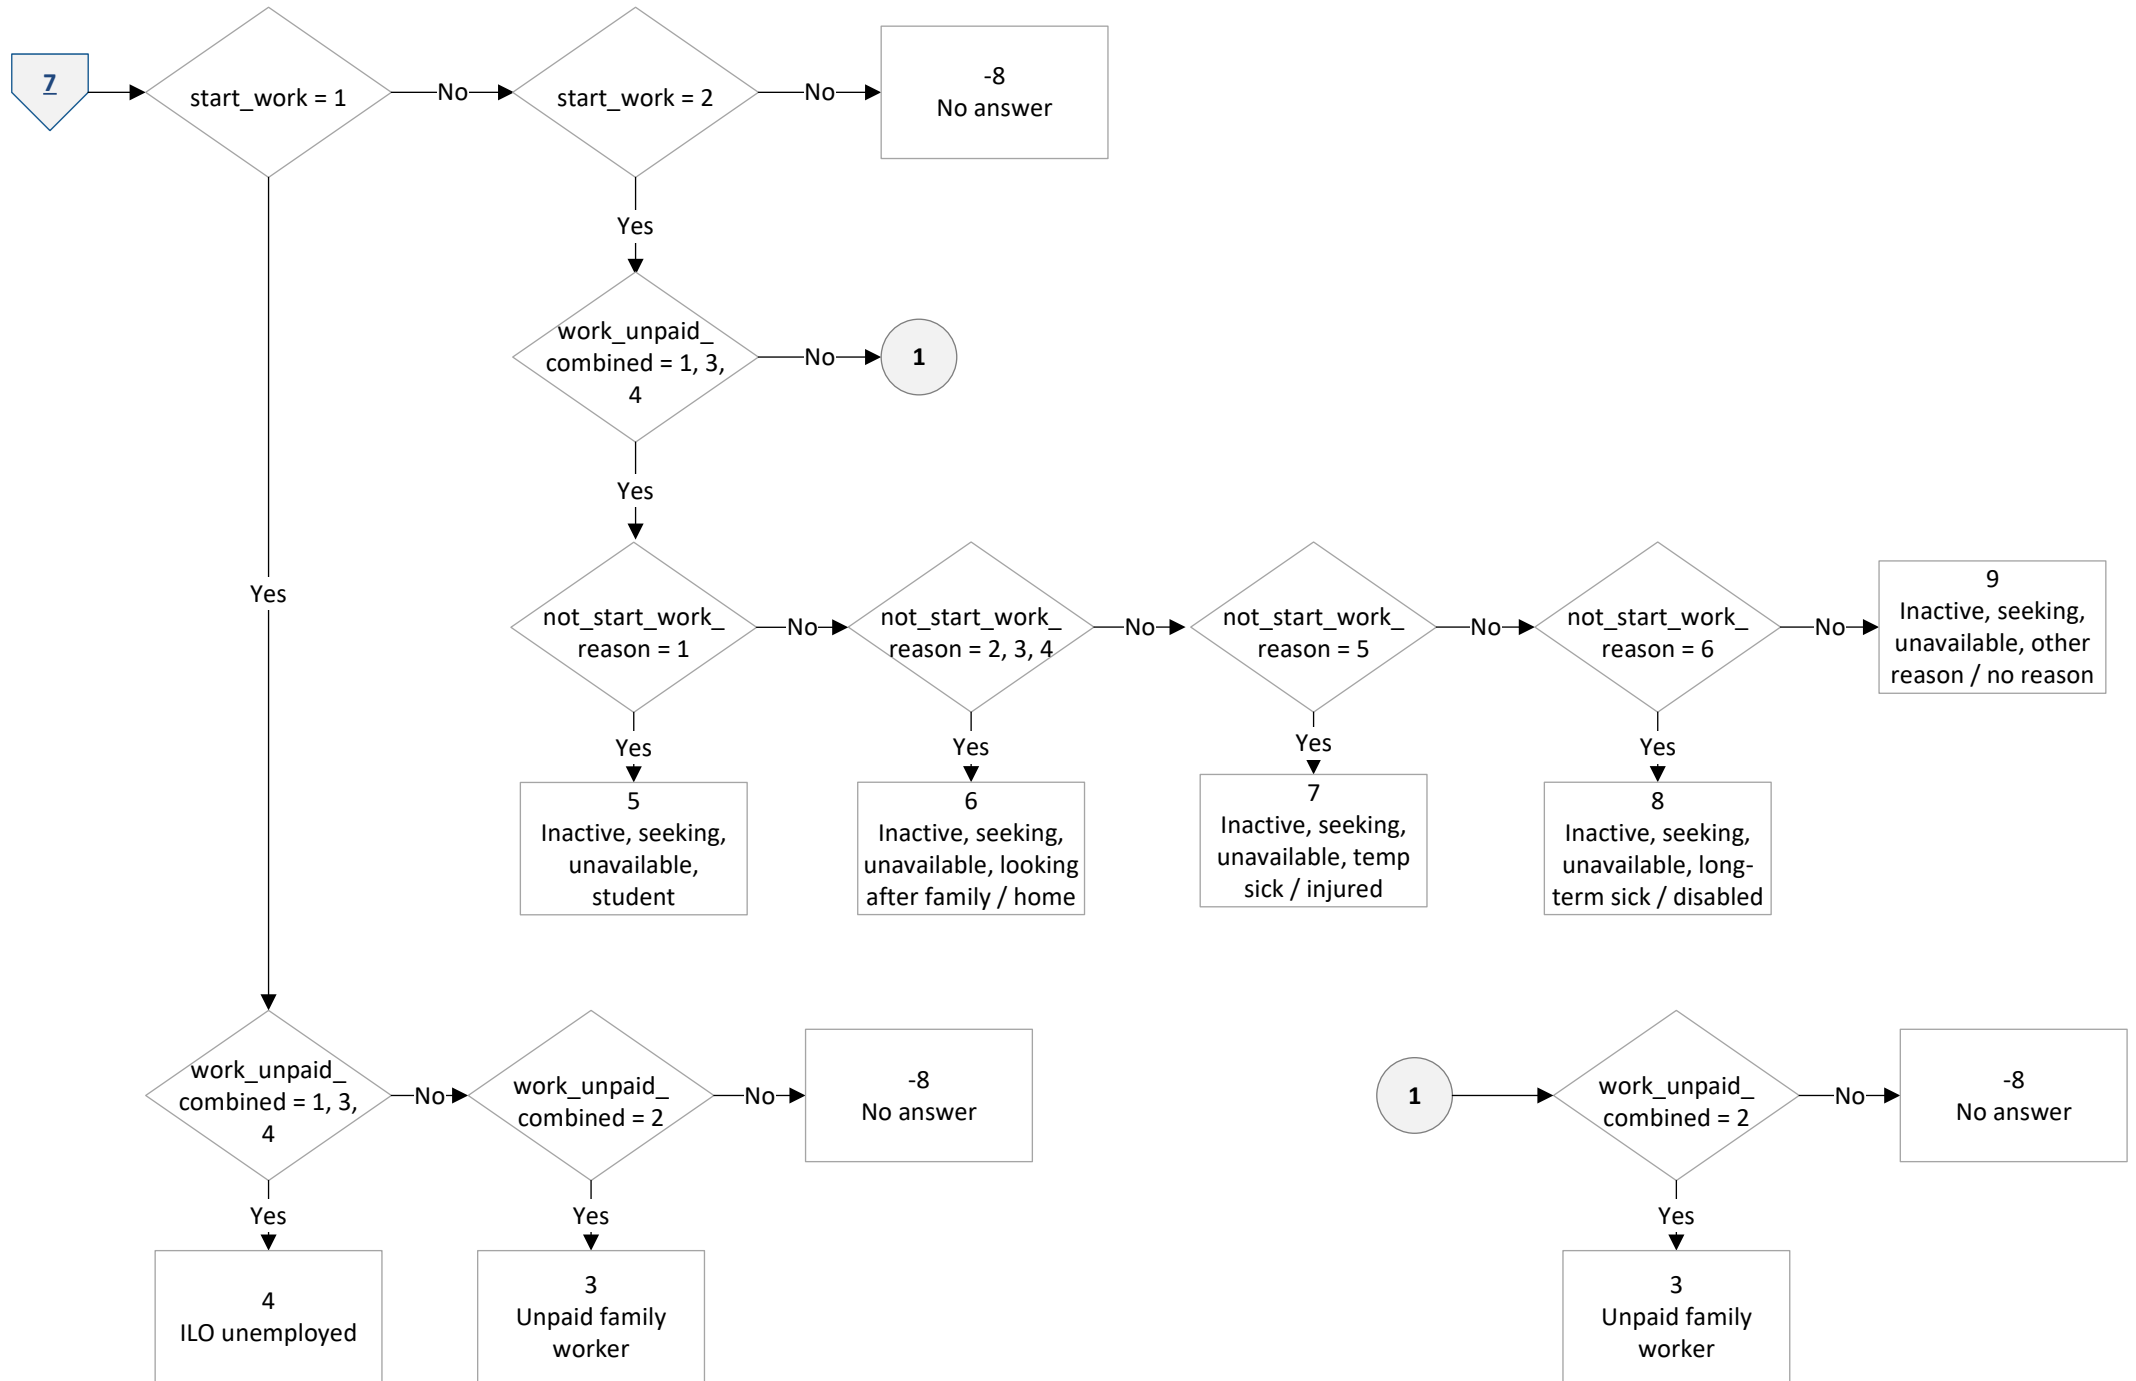 7
start_work = 1
No
start_work = 2
No
-8
No answer
Yes
work_unpaid_
combined = 1, 3,
4
No
1
Yes
Yes
not_start_work_
reason = 1
No
not_start_work_
reason = 2, 3, 4
No
not_start_work_
reason = 5
No
not_start_work_
reason = 6
No
9
Inactive, seeking,
unavailable, other
reason / no reason
Yes
Yes
Yes
Yes
5
Inactive, seeking,
unavailable,
student
6
Inactive, seeking,
unavailable, looking
after family / home
7
Inactive, seeking,
unavailable, temp
sick / injured
8
Inactive, seeking,
unavailable, long-
term sick / disabled
work_unpaid_
combined = 1, 3,
4
No
work_unpaid_
combined = 2
No
-8
No answer
1
work_unpaid_
combined = 2
No
-8
No answer
Yes
Yes
Yes
4
ILO unemployed
3
Unpaid family
worker
3
Unpaid family
worker